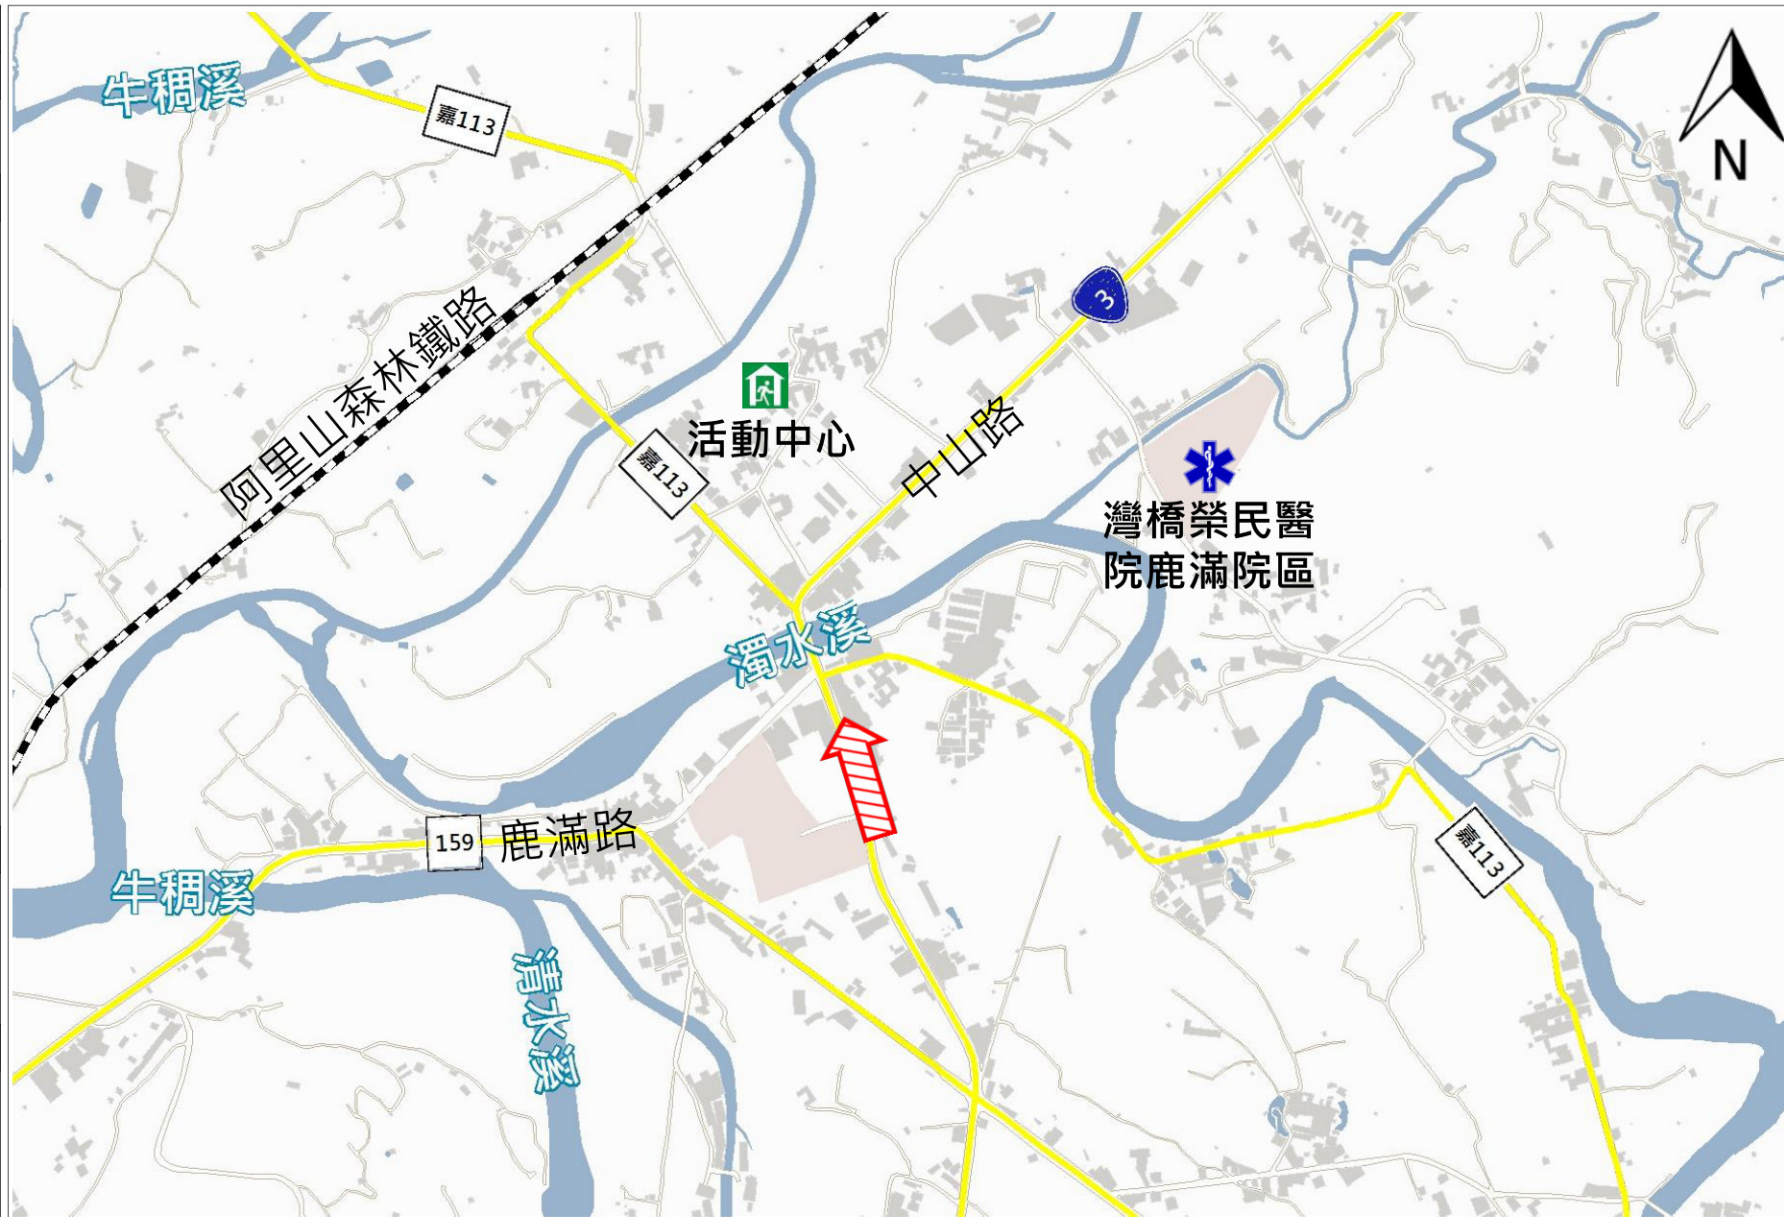 牛稠溪
嘉113
N
阿里山森林鐵路
3
活動中心
嘉113
中山路
灣橋榮民醫
院鹿滿院區
濁水溪
159
鹿滿路
嘉113
牛稠溪
清水溪